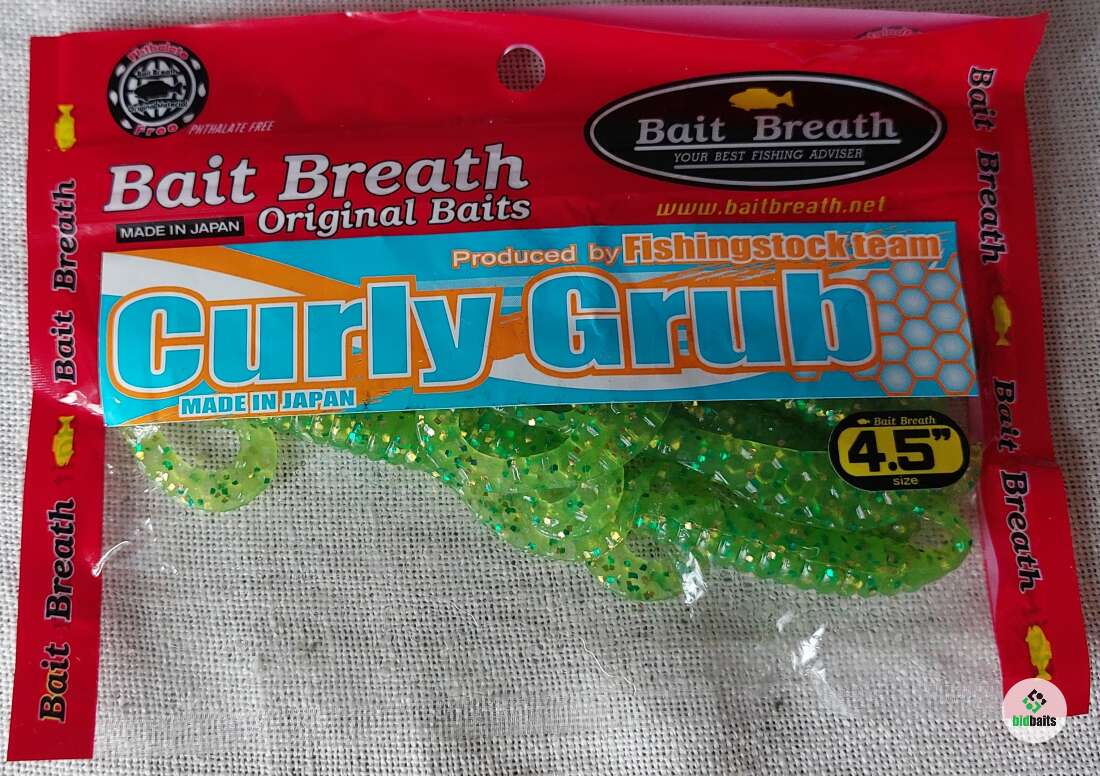 Phthalate
Bait Breath
Free
PHTHALATE FREE
Bait Breath
YOUR BEST FISHING ADVISER
www.baitbreath.net
Bait Breath
Original Baits
MADE IN JAPAN
Produced by Fishingstock team
Curly Grub
MADE IN JAPAN
Bait Breath
4.5"
size
Bait Breath
Bait Breath
Bait Breath
Bait Breath
bidbaits